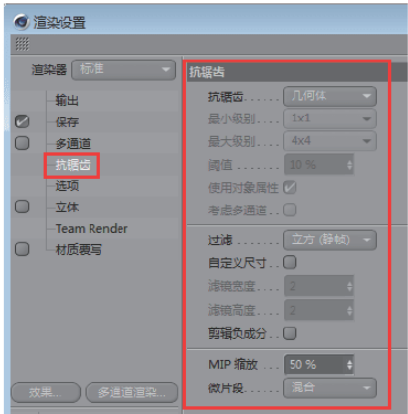 渲染设置
渲染器 标准
输出
保存
多通道
抗锯齿
选项
立体
Team Render
材质覆写
效果... 多通道渲染...
抗锯齿
抗锯齿...... 几何体
最小级别.... 1x1
最大级别.... 4x4
阈值....... 10 %
使用对象属性
考虑多通道..
过滤....... 立方 (静帧)
自定义尺寸..
滤镜宽度.... 2
滤镜高度.... 2
剪辑负成分..
MIP 缩放... 50 %
微片段...... 混合